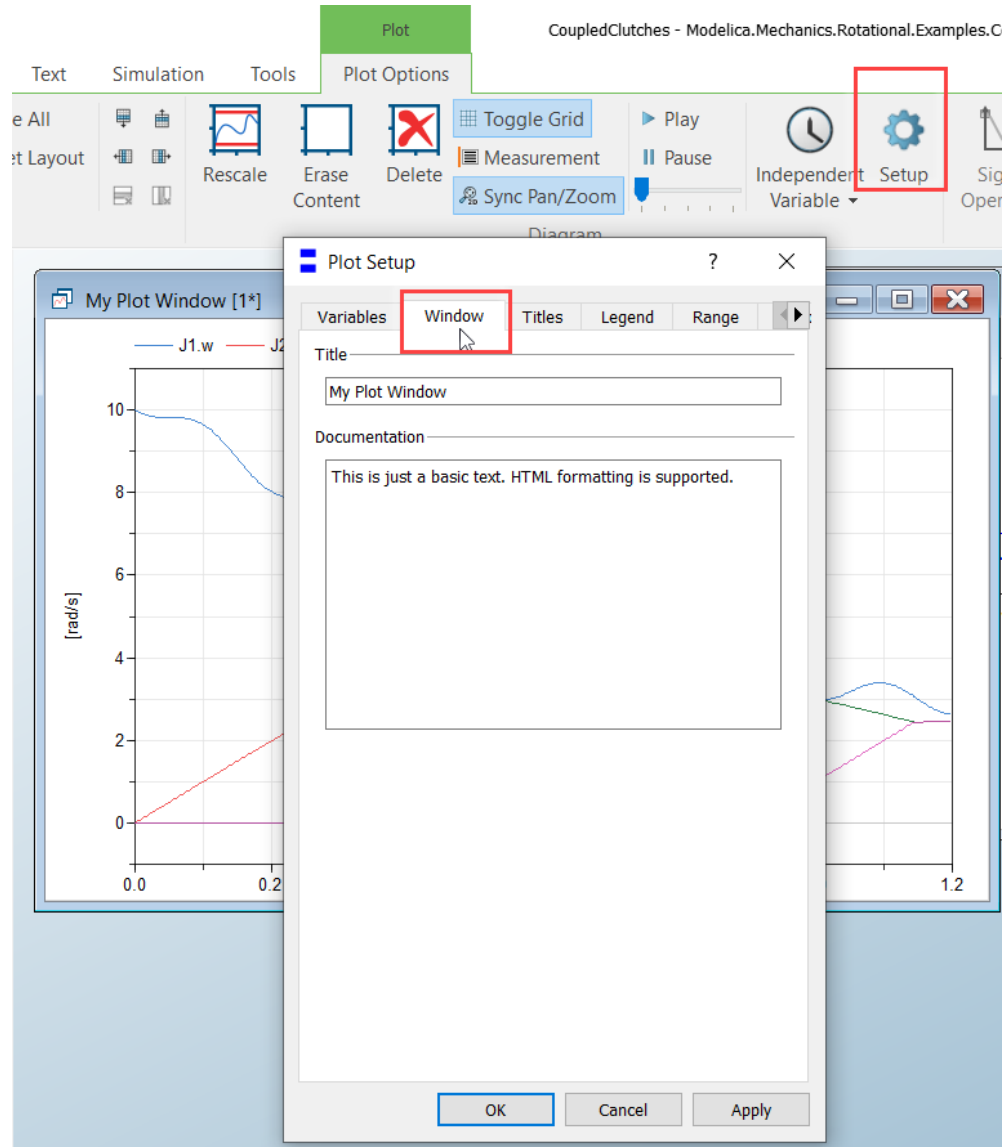 Plot
CoupledClutches - Modelica.Mechanics.Rotational.Examples.C
Text Simulation Tools Plot Options
e All
et Layout
Rescale
Erase
Content
Delete
Toggle Grid
Measurement
Sync Pan/Zoom
Play
Pause
Independent
Variable
Setup
Sig
Oper
Diagram
Plot Setup ?
My Plot Window [1*]
Variables Window Titles Legend Range
J1.w J2
Title
My Plot Window
Documentation
This is just a basic text. HTML formatting is supported.
10
8
6
4
2
0
[rad/s]
0.0 0.2 1.2
OK Cancel Apply